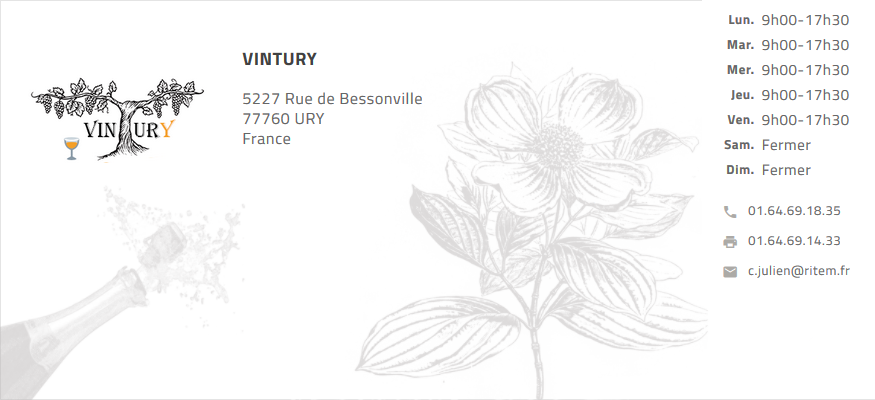 VINTURY
VINTURY
5227 Rue de Bessonville
77760 URY
France
Lun. 9h00-17h30
Mar. 9h00-17h30
Mer. 9h00-17h30
Jeu. 9h00-17h30
Ven. 9h00-17h30
Sam. Fermer
Dim. Fermer
01.64.69.18.35
01.64.69.14.33
c.julien@ritem.fr